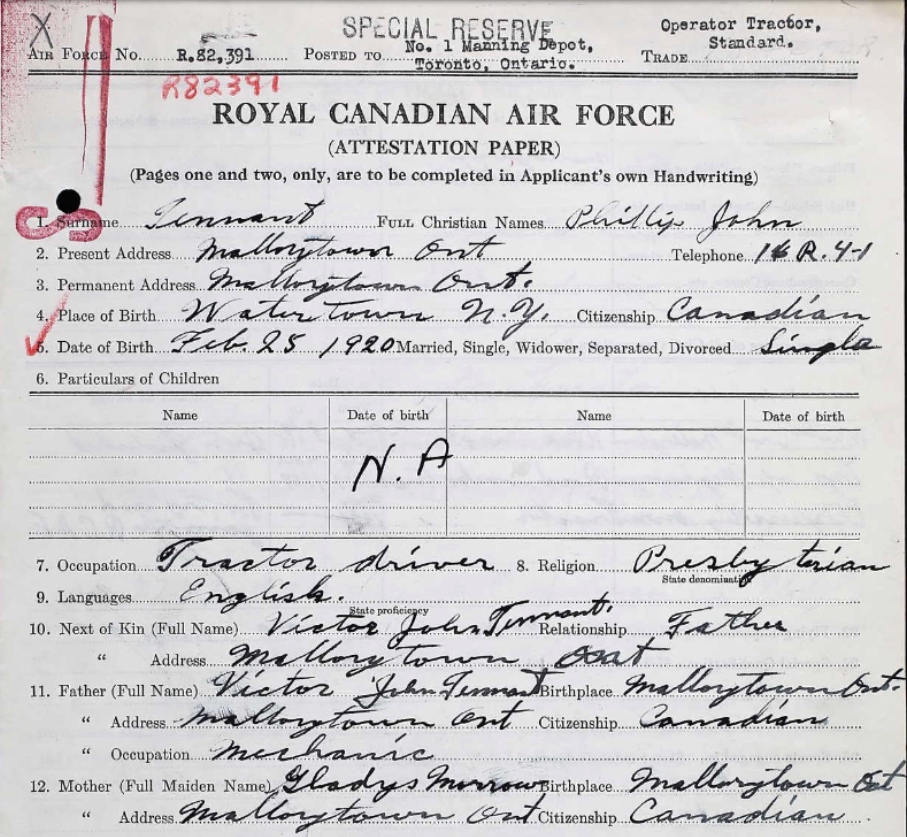 X
SPECIAL RESERVE
AIR FORCE No. R.82,391 POSTED TO No. 1 Manning Depot, Toronto, Ontario. TRADE Operator Tractor, Standard.
R82391
ROYAL CANADIAN AIR FORCE
(ATTESTATION PAPER)
(Pages one and two, only, are to be completed in Applicant's own Handwriting)
1. Surname Tennant FULL Christian Names Phillip John
2. Present Address Mallorytown Ont Telephone R. 4-1
3. Permanent Address Mallorytown Ont.
4. Place of Birth Watertown N.Y. Citizenship Canadian
5. Date of Birth Feb. 25 1920 Married, Single, Widower, Separated, Divorced Single
6. Particulars of Children
Name Date of birth Name Date of birth
N. A
7. Occupation Tractor driver 8. Religion Presbyterian
State denomination
9. Languages English.
State proficiency
10. Next of Kin (Full Name) Victor John Tennant. Relationship Father
" Address Mallorytown Ont
11. Father (Full Name) Victor John Tennant Birthplace Mallorytown Ont.
" Address Mallorytown Ont Citizenship Canadian
" Occupation Mechanic
12. Mother (Full Maiden Name) Gladys Morrow Birthplace Mallorytown Ont
" Address Mallorytown Ont Citizenship Canadian